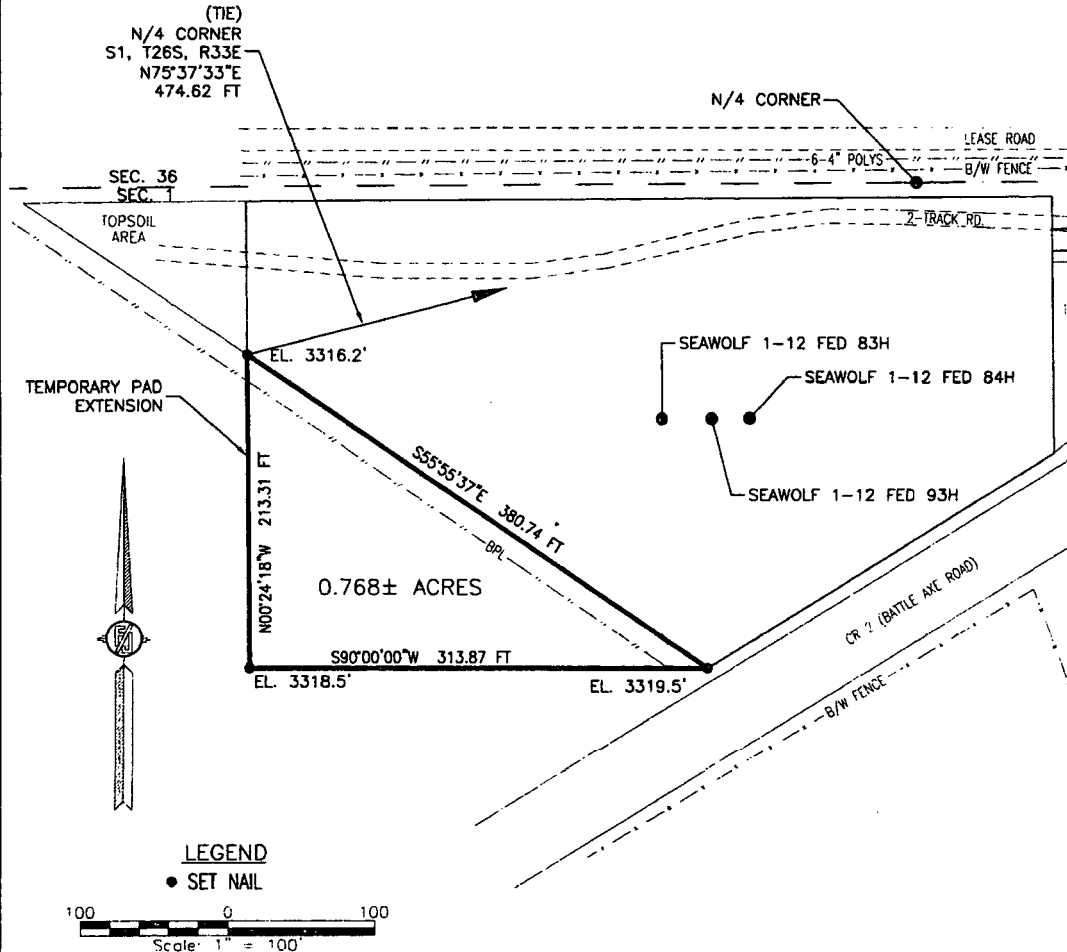 (TIE)
N/4 CORNER
S1, T26S, R33E
N75°37'33"E
474.62 FT
N/4 CORNER
LEASE ROAD
6-4" POLYS
B/W FENCE
SEC. 36
SEC. 1
TOPSOIL
AREA
2-TRACK RD.
EL. 3316.2'
SEAWOLF 1-12 FED 83H
SEAWOLF 1-12 FED 84H
SEAWOLF 1-12 FED 93H
TEMPORARY PAD
EXTENSION
N00°24'18"W 213.31 FT
S55°55'37"E 380.74 FT
BPL
0.768± ACRES
S90°00'00"W 313.87 FT
EL. 3318.5'
EL. 3319.5'
CR 2 (BATTLE AXE ROAD)
B/W FENCE
LEGEND
SET NAIL
100 0 100
Scale: 1" = 100'